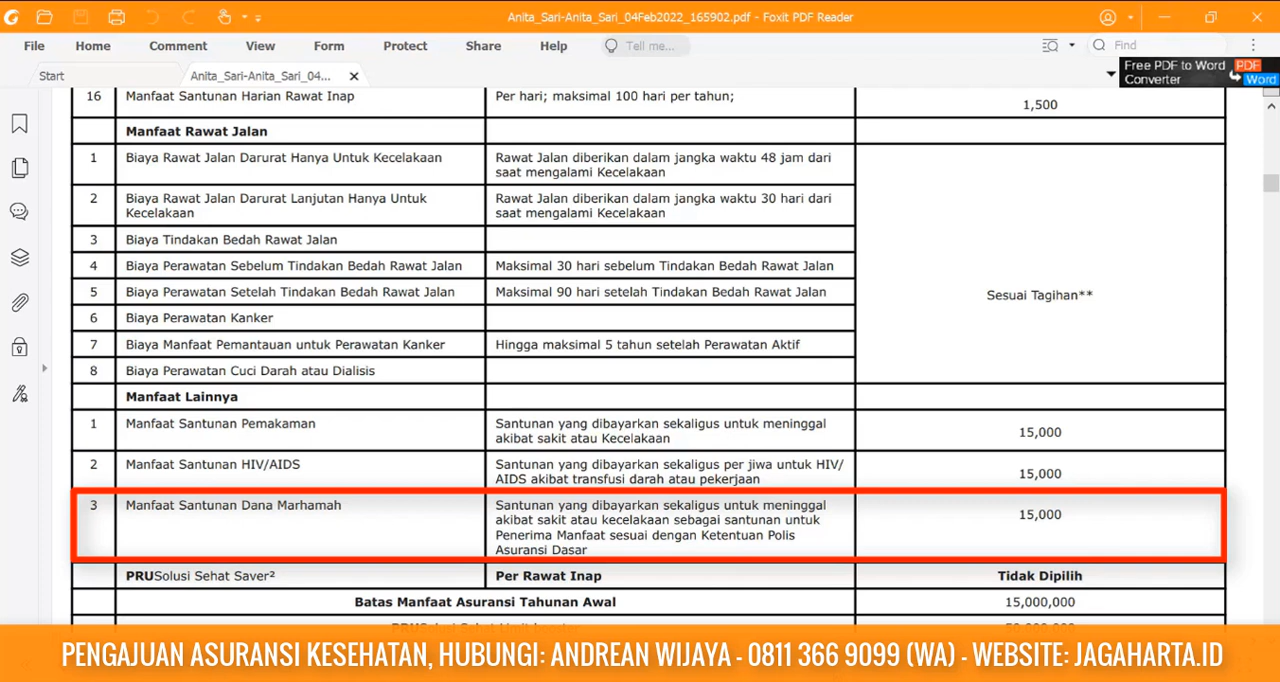 Anita_Sari-Anita_Sari_04Feb2022_165902.pdf - Foxit PDF Reader
File Home Comment View Form Protect Share Help Tell me... Find
Start Anita_Sari-Anita_Sari_04...
Free PDF to Word Converter PDF Word
16 Manfaat Santunan Harian Rawat Inap Per hari; maksimal 100 hari per tahun; 1,500
Manfaat Rawat Jalan
1 Biaya Rawat Jalan Darurat Hanya Untuk Kecelakaan Rawat Jalan diberikan dalam jangka waktu 48 jam dari
saat mengalami Kecelakaan
2 Biaya Rawat Jalan Darurat Lanjutan Hanya Untuk Rawat Jalan diberikan dalam jangka waktu 30 hari dari
Kecelakaan saat mengalami Kecelakaan
3 Biaya Tindakan Bedah Rawat Jalan
4 Biaya Perawatan Sebelum Tindakan Bedah Rawat Jalan Maksimal 30 hari sebelum Tindakan Bedah Rawat Jalan
5 Biaya Perawatan Setelah Tindakan Bedah Rawat Jalan Maksimal 90 hari setelah Tindakan Bedah Rawat Jalan
Sesuai Tagihan**
6 Biaya Perawatan Kanker
7 Biaya Manfaat Pemantauan untuk Perawatan Kanker Hingga maksimal 5 tahun setelah Perawatan Aktif
8 Biaya Perawatan Cuci Darah atau Dialisis
Manfaat Lainnya
1 Manfaat Santunan Pemakaman Santunan yang dibayarkan sekaligus untuk meninggal
akibat sakit atau Kecelakaan 15,000
2 Manfaat Santunan HIV/AIDS Santunan yang dibayarkan sekaligus per jiwa untuk HIV/
AIDS akibat transfusi darah atau pekerjaan 15,000
3 Manfaat Santunan Dana Marhamah Santunan yang dibayarkan sekaligus untuk meninggal
akibat sakit atau kecelakaan sebagai santunan untuk 15,000
Penerima Manfaat sesuai dengan Ketentuan Polis
Asuransi Dasar
PRUSolusi Sehat Saver² Per Rawat Inap Tidak Dipilih
Batas Manfaat Asuransi Tahunan Awal 15,000,000
PENGAJUAN ASURANSI KESEHATAN, HUBUNGI: ANDREAN WIJAYA - 0811 366 9099 (WA) - WEBSITE: JAGAHARTA.ID